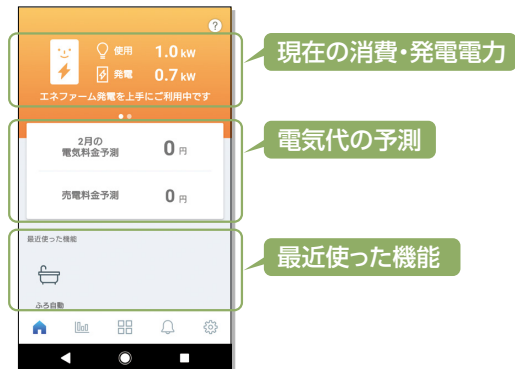 ?
使用 1.0 kW
発電 0.7 kW
エネファーム発電を上手にご利用中です
現在の消費・発電電力
2月の
電気料金予測 0 円
売電料金予測 0 円
電気代の予測
最近使った機能
ふろ自動
最近使った機能